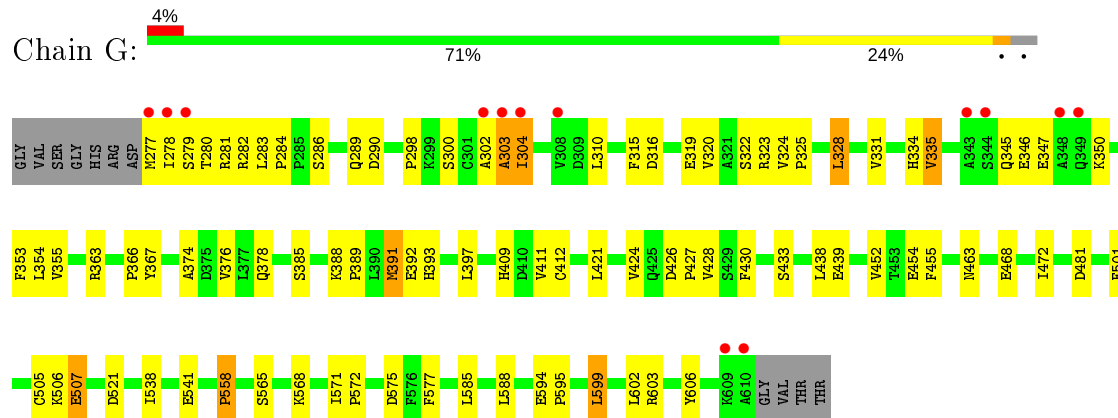 4%
Chain G:
71% 24% • •
GLY VAL SER GLY HIS ARG ASP M277 I278 S279 T280 R281 R282 L283 P284 P285 S286 Q289 D290 P298 K299 S300 C301 A302 A303 I304 V308 D309 L310 F315 D316 E319 V320 A321 S322 R323 V324 P325 L328 V331 H334 V335 A343 S344 Q345 E346 E347 A348 Q349 K350
F353 L354 V355 R363 P366 Y367 A374 D375 V376 L377 Q378 S385 K388 P389 L390 M391 E392 H393 L397 H409 D410 V411 C412 L421 V424 Q425 D426 P427 V428 S429 F430 S433 L438 E439 V452 T453 E454 F455 N463 E468 I472 D481
C505 K506 E507 D521 I538 E541 P558 S565 K568 I571 P572 D575 F576 F577 L585 L588 E594 P595 L599 L602 R603 Y606 K609 A610 GLY VAL THR THR